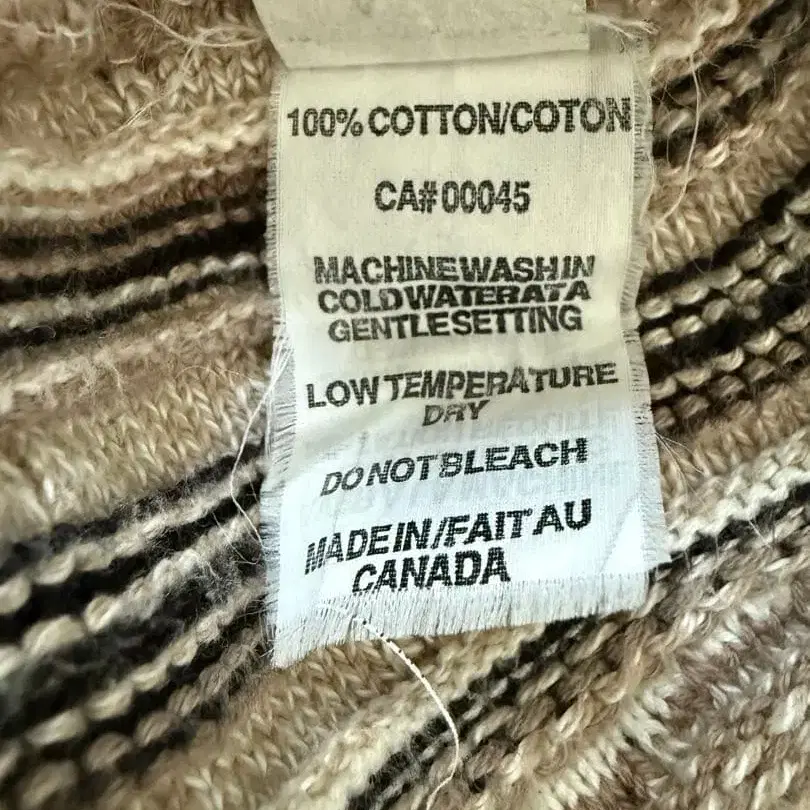 100% COTTON/COTON
CA# 00045
MACHINE WASH IN
COLD WATER AT A
GENTLE SETTING
LOW TEMPERATURE
DRY
DO NOT BLEACH
MADE IN/FAIT AU
CANADA